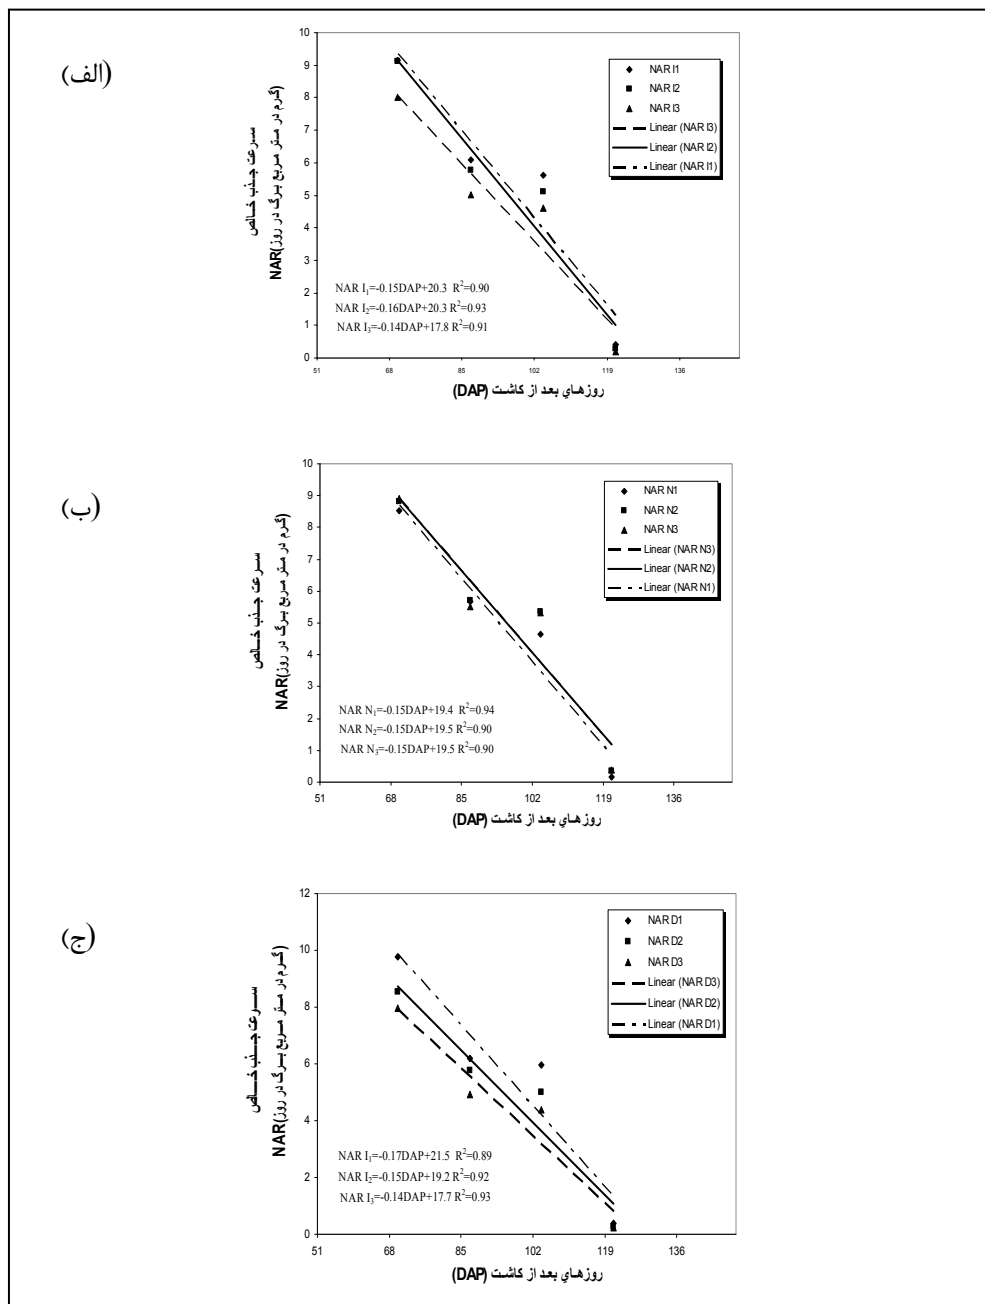 (الف)
10
9
8
7
6
5
4
3
2
1
0
سرعت جذب خالص
NAR(گرم در متر مربع برگ در روز)
NAR I1
NAR I2
NAR I3
Linear (NAR I3)
Linear (NAR I2)
Linear (NAR I1)
NAR I₁=-0.15DAP+20.3 R²=0.90
NAR I₂=-0.16DAP+20.3 R²=0.93
NAR I₃=-0.14DAP+17.8 R²=0.91
51 68 85 102 119 136
روزهاي بعد از كاشت (DAP)
(ب)
10
9
8
7
6
5
4
3
2
1
0
سرعت جذب خالص
NAR(گرم در متر مربع برگ در روز)
NAR N1
NAR N2
NAR N3
Linear (NAR N3)
Linear (NAR N2)
Linear (NAR N1)
NAR N₁=-0.15DAP+19.4 R²=0.94
NAR N₂=-0.15DAP+19.5 R²=0.90
NAR N₃=-0.15DAP+19.5 R²=0.90
51 68 85 102 119 136
روزهاي بعد از كاشت (DAP)
(ج)
12
10
8
6
4
2
0
سرعت جذب خالص
NAR(گرم در متر مربع برگ در روز)
NAR D1
NAR D2
NAR D3
Linear (NAR D3)
Linear (NAR D2)
Linear (NAR D1)
NAR I₁=-0.17DAP+21.5 R²=0.89
NAR I₂=-0.15DAP+19.2 R²=0.92
NAR I₃=-0.14DAP+17.7 R²=0.93
51 68 85 102 119 136
روزهاي بعد از كاشت (DAP)